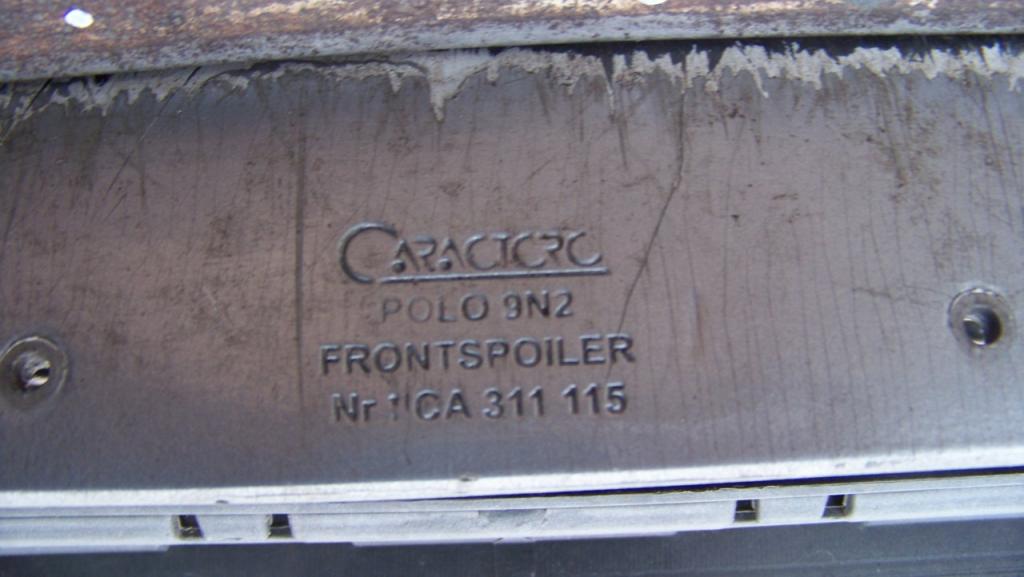 CARACTERE
POLO 9N2
FRONTSPOILER
Nr CA 311 115